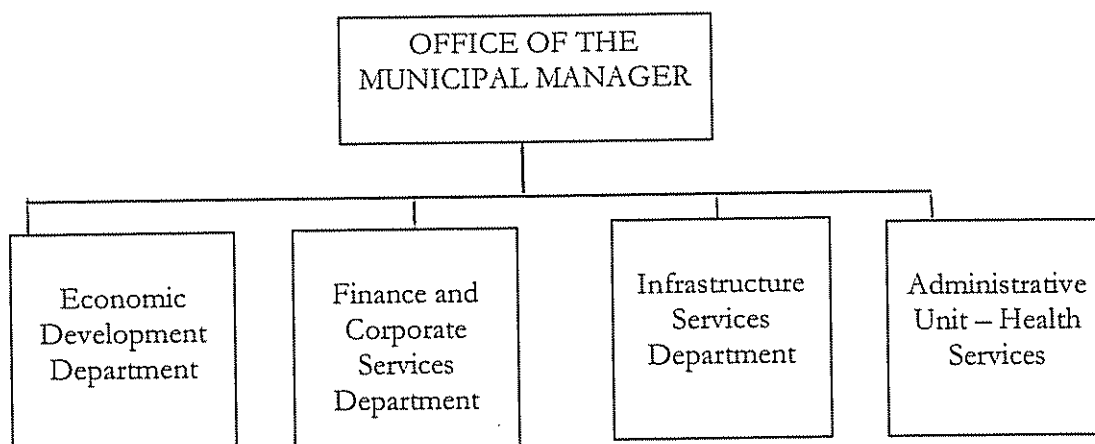 OFFICE OF THE
MUNICIPAL MANAGER
Economic
Development
Department
Finance and
Corporate
Services
Department
Infrastructure
Services
Department
Administrative
Unit – Health
Services